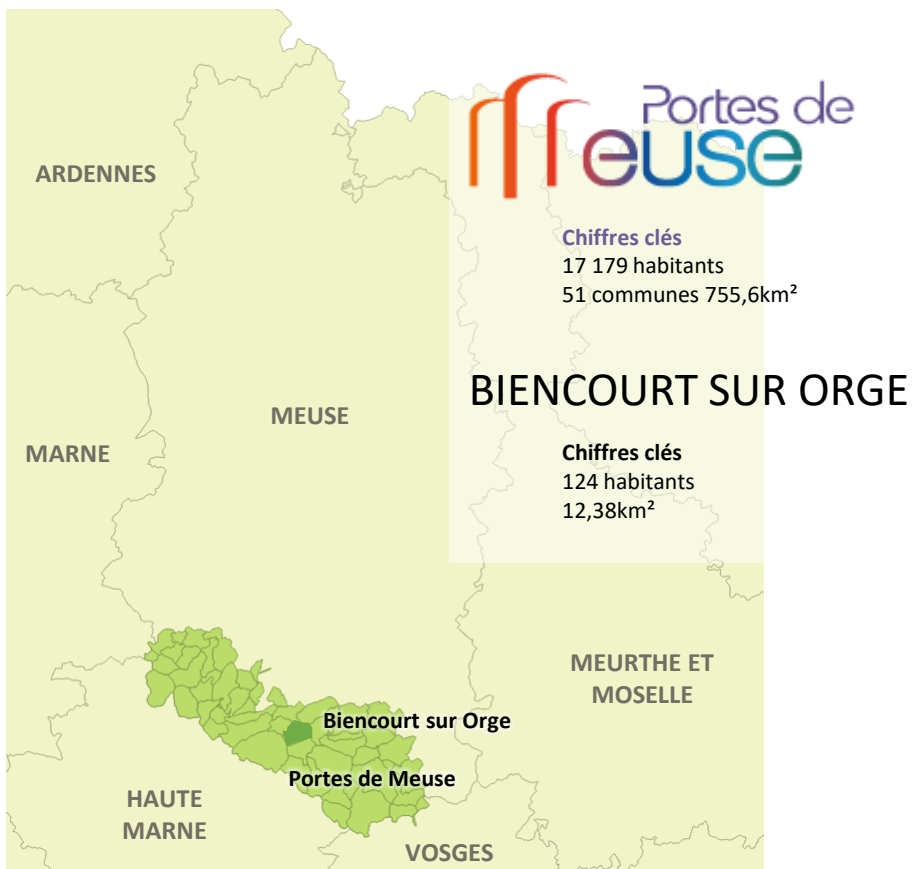 Portes de
Meuse
ARDENNES
Chiffres clés
17 179 habitants
51 communes 755,6km²
BIENCOURT SUR ORGE
MEUSE
MARNE
Chiffres clés
124 habitants
12,38km²
MEURTHE ET
MOSELLE
Biencourt sur Orge
Portes de Meuse
HAUTE
MARNE
VOSGES